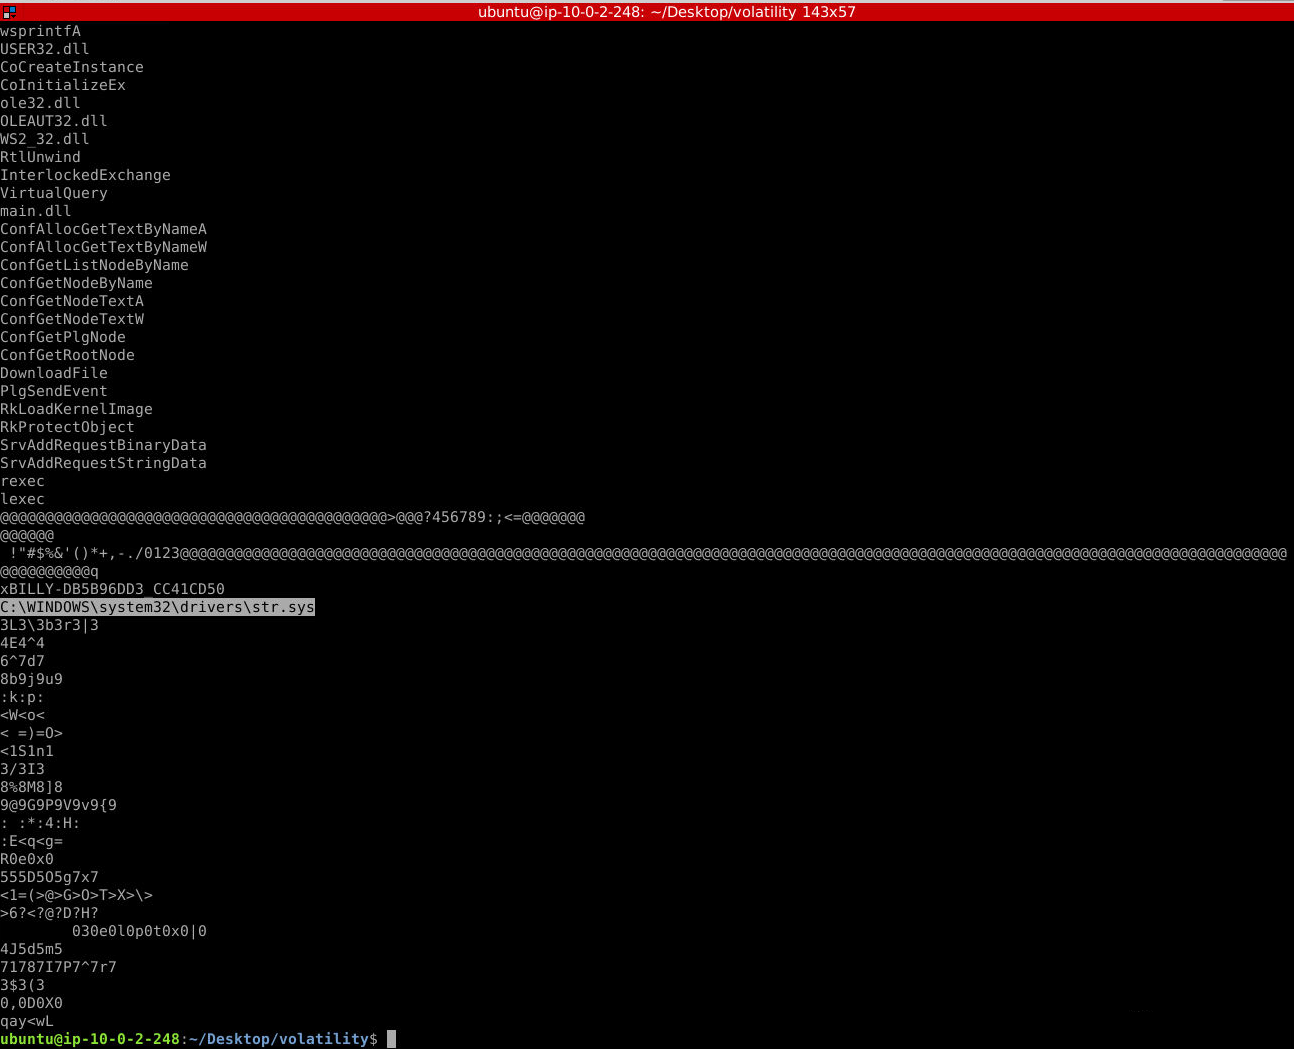 ubuntu@ip-10-0-2-248: ~/Desktop/volatility 143x57
wsprintfA
USER32.dll
CoCreateInstance
CoInitializeEx
ole32.dll
OLEAUT32.dll
WS2_32.dll
RtlUnwind
InterlockedExchange
VirtualQuery
main.dll
ConfAllocGetTextByNameA
ConfAllocGetTextByNameW
ConfGetListNodeByName
ConfGetNodeByName
ConfGetNodeTextA
ConfGetNodeTextW
ConfGetPlgNode
ConfGetRootNode
DownloadFile
PlgSendEvent
RkLoadKernelImage
RkProtectObject
SrvAddRequestBinaryData
SrvAddRequestStringData
rexec
lexec
@@@@@@@@@@@@@@@@@@@@@@@@@@@@@@@@@@@@@@@@@@@>@@@?456789:;<=@@@@@@@
@@@@@@
 !"#$%&'()*+,-./0123@@@@@@@@@@@@@@@@@@@@@@@@@@@@@@@@@@@@@@@@@@@@@@@@@@@@@@@@@@@@@@@@@@@@@@@@@@@@@@@@@@@@@@@@@@@@@@@@@@@@@@@@@@@@@@@@@@@@@@@@@@@
@@@@@@@@@@q
xBILLY-DB5B96DD3_CC41CD50
C:\WINDOWS\system32\drivers\str.sys
3L3\3b3r3|3
4E4^4
6^7d7
8b9j9u9
:k:p:
<W<o<
< =)=O>
<1S1n1
3/3I3
8%8M8]8
9@9G9P9V9v9{9
: :*:4:H:
:E<q<g=
R0e0x0
555D5O5g7x7
<1=(>@>G>O>T>X>\>
>6?<?@?D?H?
030e0l0p0t0x0|0
4J5d5m5
71787I7P7^7r7
3$3(3
0,0D0X0
qay<wL
ubuntu@ip-10-0-2-248:~/Desktop/volatility$